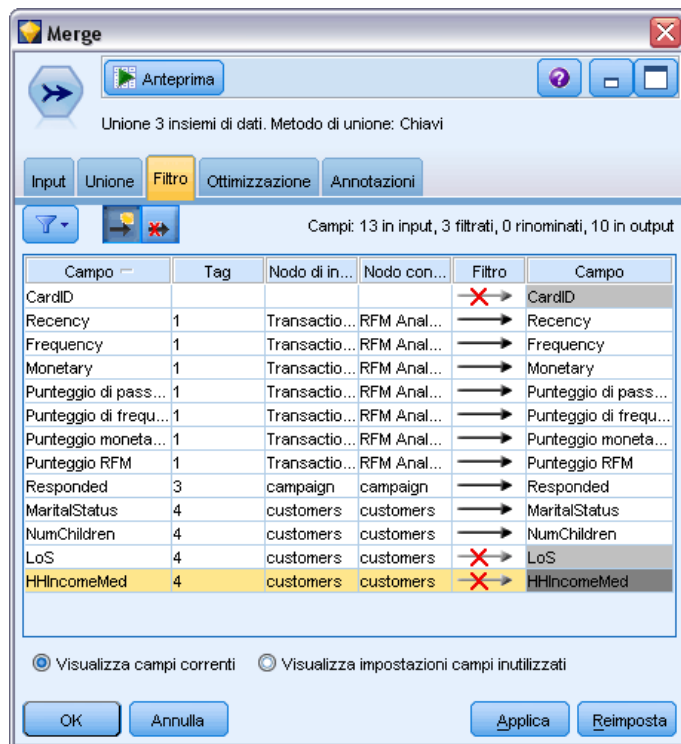 Merge
Anteprima
Unione 3 insiemi di dati. Metodo di unione: Chiavi
Input Unione Filtro Ottimizzazione Annotazioni
Campi: 13 in input, 3 filtrati, 0 rinominati, 10 in output
Campo Tag Nodo di in... Nodo con... Filtro Campo
CardID CardID
Recency 1 Transactio... RFM Anal... Recency
Frequency 1 Transactio... RFM Anal... Frequency
Monetary 1 Transactio... RFM Anal... Monetary
Punteggio di pass... 1 Transactio... RFM Anal... Punteggio di pass...
Punteggio di frequ... 1 Transactio... RFM Anal... Punteggio di frequ...
Punteggio moneta... 1 Transactio... RFM Anal... Punteggio moneta...
Punteggio RFM 1 Transactio... RFM Anal... Punteggio RFM
Responded 3 campaign campaign Responded
MaritalStatus 4 customers customers MaritalStatus
NumChildren 4 customers customers NumChildren
LoS 4 customers customers LoS
HHIncomeMed 4 customers customers HHIncomeMed
Visualizza campi correnti Visualizza impostazioni campi inutilizzati
OK Annulla Applica Reimposta